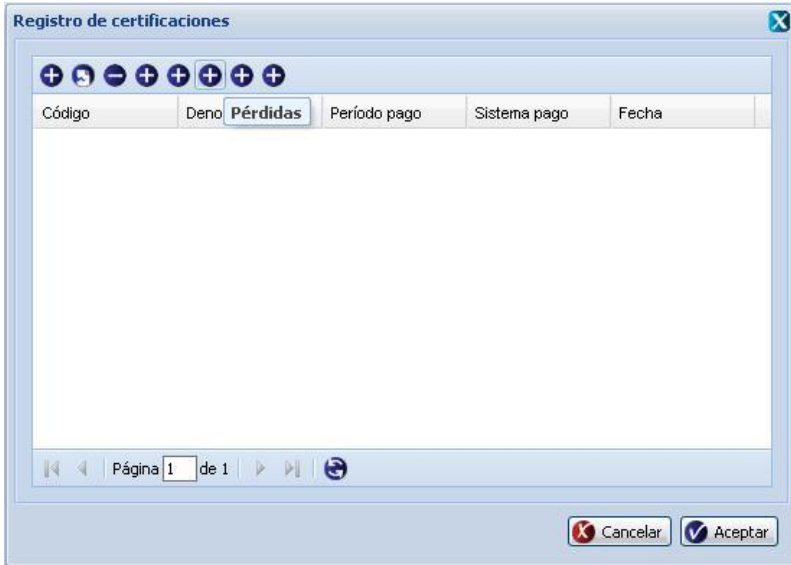 Registro de certificaciones
Código Deno Pérdidas Período pago Sistema pago Fecha
Página 1 de 1
Cancelar Aceptar